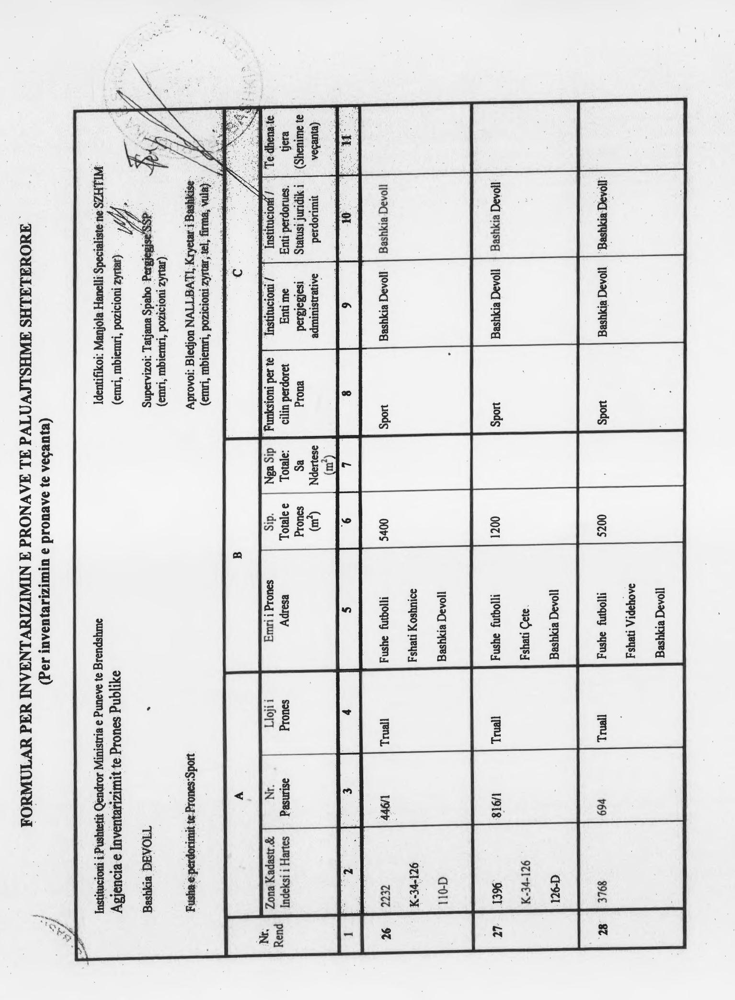 FORMULAR PER INVENTARIZIMIN E PRONAVE TE PALUAJTSHME SHTETERORE
(Per inventarizimin e pronave te veçanta)
Institucioni i Pushtetit Qendror Ministria e Puneve te Brendshme
Agjencia e Inventarizimit te Prones Publike
Bashkia DEVOLL
Fusha e perdorimit te Prones:Sport
Identifikoi: Manjola Hanelli Specialiste ne SZHTIM
(emri, mbiemri, pozicioni zyrtar)
Supervizoi: Tatjana Spaho Pergjegjse SSP
(emri, mbiemri, pozicioni zyrtar)
Aprovoi: Bledjon NALLBATI, Kryetar i Bashkise
(emri, mbiemri, pozicioni zyrtar, tel, firma, vula)
A B C
Nr.
Rend
Zona Kadastr.&
Indeksi i Hartes
Nr.
Pasurise
Lloji i
Prones
Emri i Prones
Adresa
Sip.
Totale e
Prones
(m²)
Nga Sip
Totale:
Sa
Ndertese
(m²)
Funksioni per te
cilin perdoret
Prona
Institucioni /
Enti me
pergjegjesi
administrative
Institucioni /
Enti perdorues.
Statusi juridik i
perdorimit
Te dhena te
tjera
(Shenime te
veçanta)
1 2 3 4 5 6 7 8 9 10 11
26 2232 446/1 Truall Fushe futbolli 5400 Sport Bashkia Devoll Bashkia Devoll
K-34-126 Fshati Koshnice
110-D Bashkia Devoll
27 1396 816/1 Truall Fushe futbolli 1200 Sport Bashkia Devoll Bashkia Devoll
K-34-126 Fshati Çete
126-D Bashkia Devoll
28 3768 694 Truall Fushe futbolli 5200 Sport Bashkia Devoll Bashkia Devoll
Fshati Videhove
Bashkia Devoll